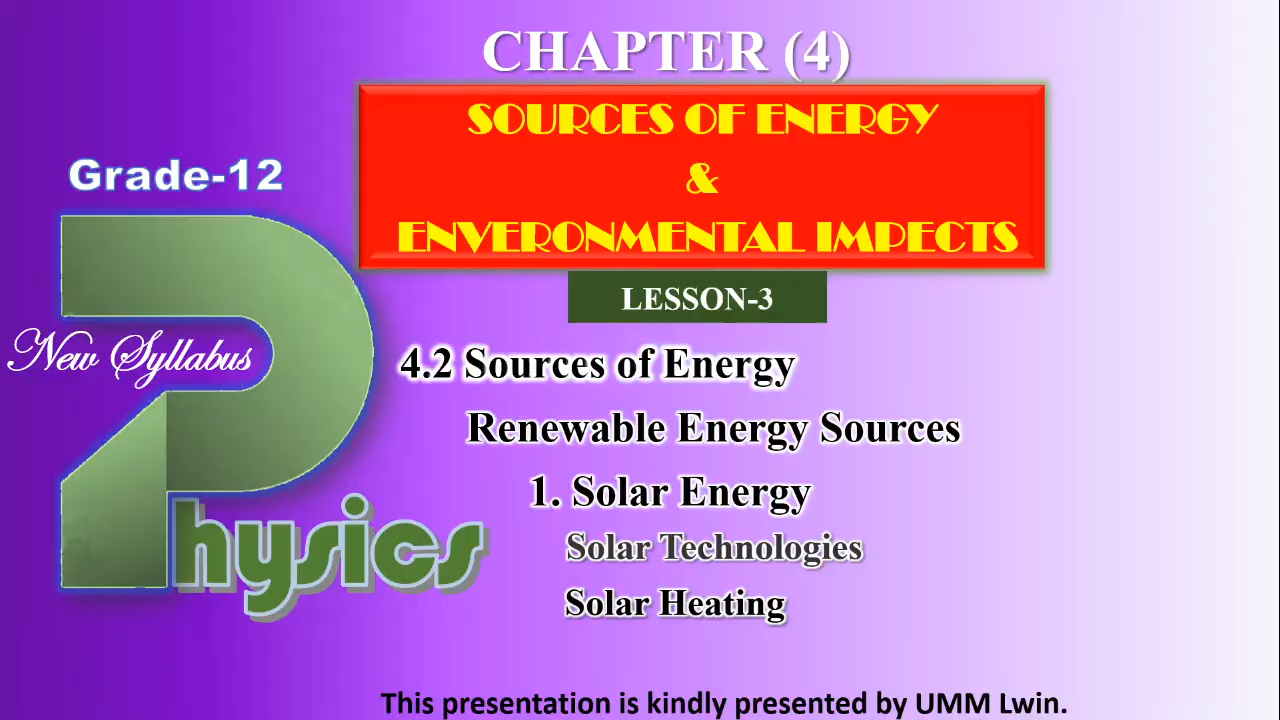 CHAPTER (4)
SOURCES OF ENERGY
&
ENVERONMENTAL IMPECTS
Grade-12
New Syllabus
Physics
LESSON-3
4.2 Sources of Energy
Renewable Energy Sources
1. Solar Energy
Solar Technologies
Solar Heating
This presentation is kindly presented by UMM Lwin.